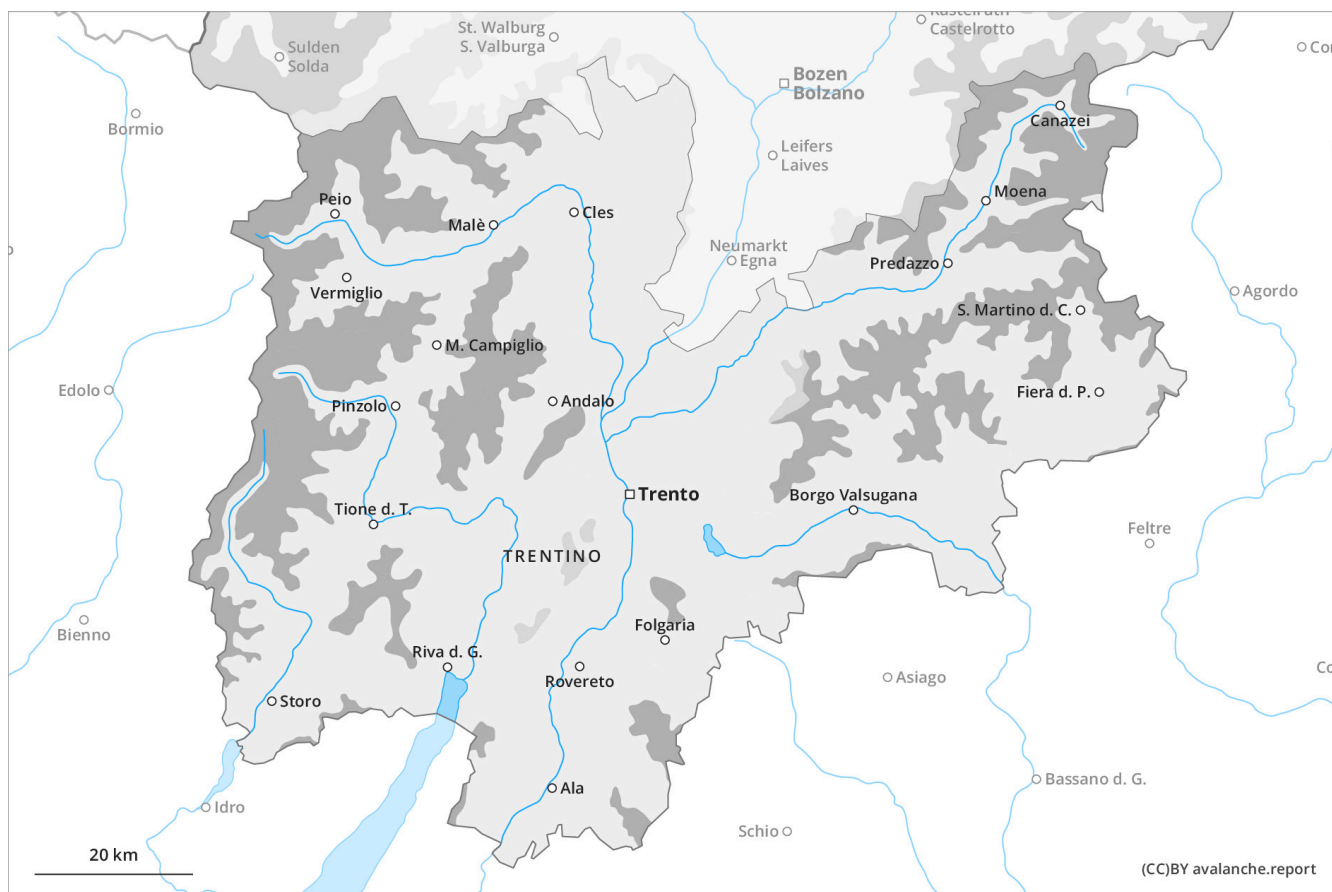 Kastelruth
Castelrotto
St. Walburg
S. Valburga
Sulden
Solda
Bozen
Bolzano
Bormio
Canazei
Leifers
Laives
Peio
Moena
Malè
Cles
Neumarkt
Egna
Predazzo
Vermiglio
Agordo
S. Martino d. C.
M. Campiglio
Edolo
Pinzolo
Andalo
Fiera d. P.
Trento
Borgo Valsugana
Tione d. T.
Feltre
TRENTINO
Bienno
Folgaria
Riva d. G.
Rovereto
Asiago
Storo
Bassano d. G.
Ala
Idro
Schio
20 km
(CC)BY avalanche.report